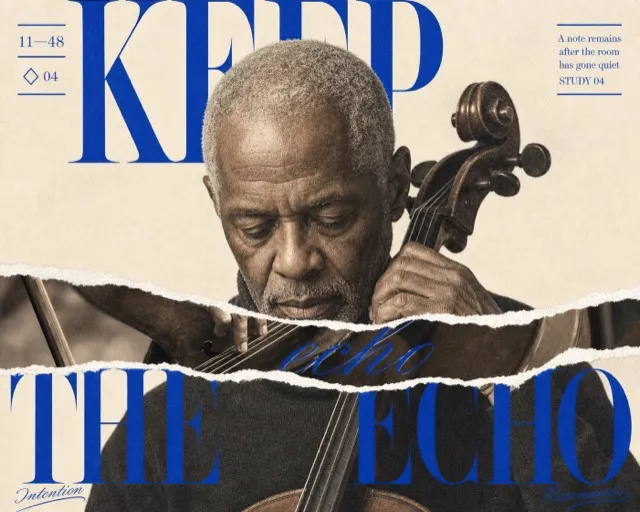 KEEP
11—48
04
A note remains
after the room
has gone quiet
STUDY 04
echo
THE ECHO
Intention